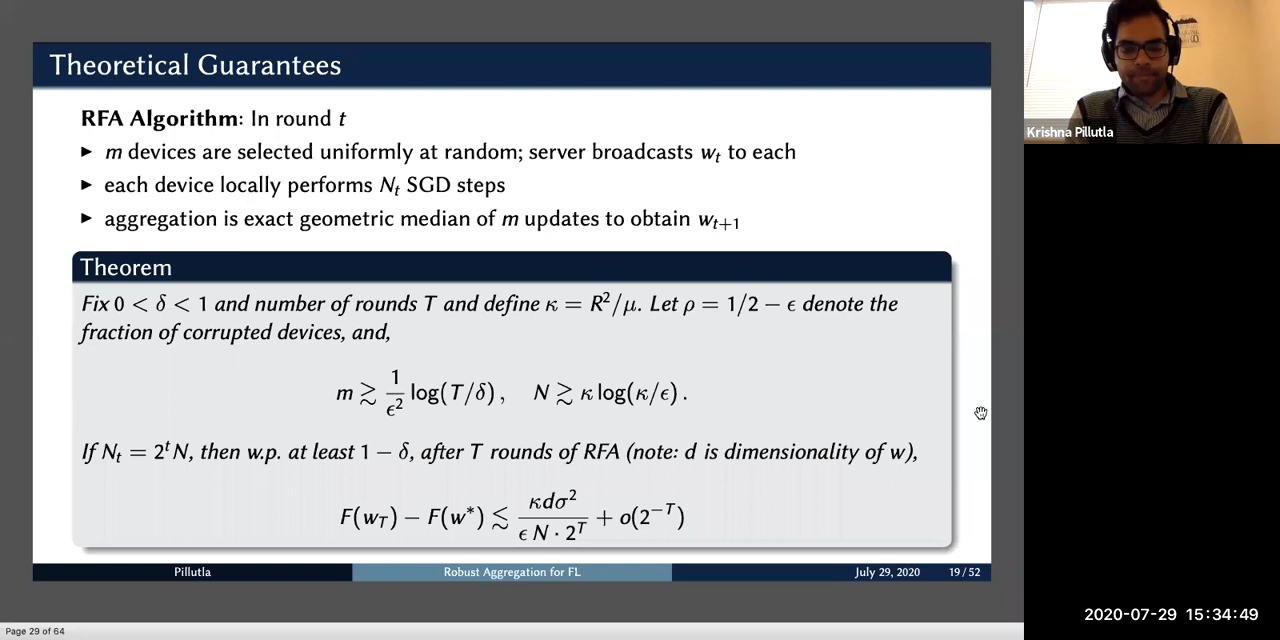 Theoretical Guarantees
RFA Algorithm: In round t
▶ m devices are selected uniformly at random; server broadcasts wₜ to each
▶ each device locally performs Nₜ SGD steps
▶ aggregation is exact geometric median of m updates to obtain wₜ₊₁
Theorem
Fix 0 < δ < 1 and number of rounds T and define κ = R²/μ. Let ρ = 1/2 − ϵ denote the
fraction of corrupted devices, and,
m ≳ 1/ϵ² log(T/δ), N ≳ κ log(κ/ϵ).
If Nₜ = 2ᵗN, then w.p. at least 1 − δ, after T rounds of RFA (note: d is dimensionality of w),
F(w_T) − F(w*) ≲ κdσ²/(ϵ N · 2^T) + o(2^−T)
Pillutla
Robust Aggregation for FL
July 29, 2020
19/52
Page 29 of 64
Krishna Pillutla
2020-07-29 15:34:49